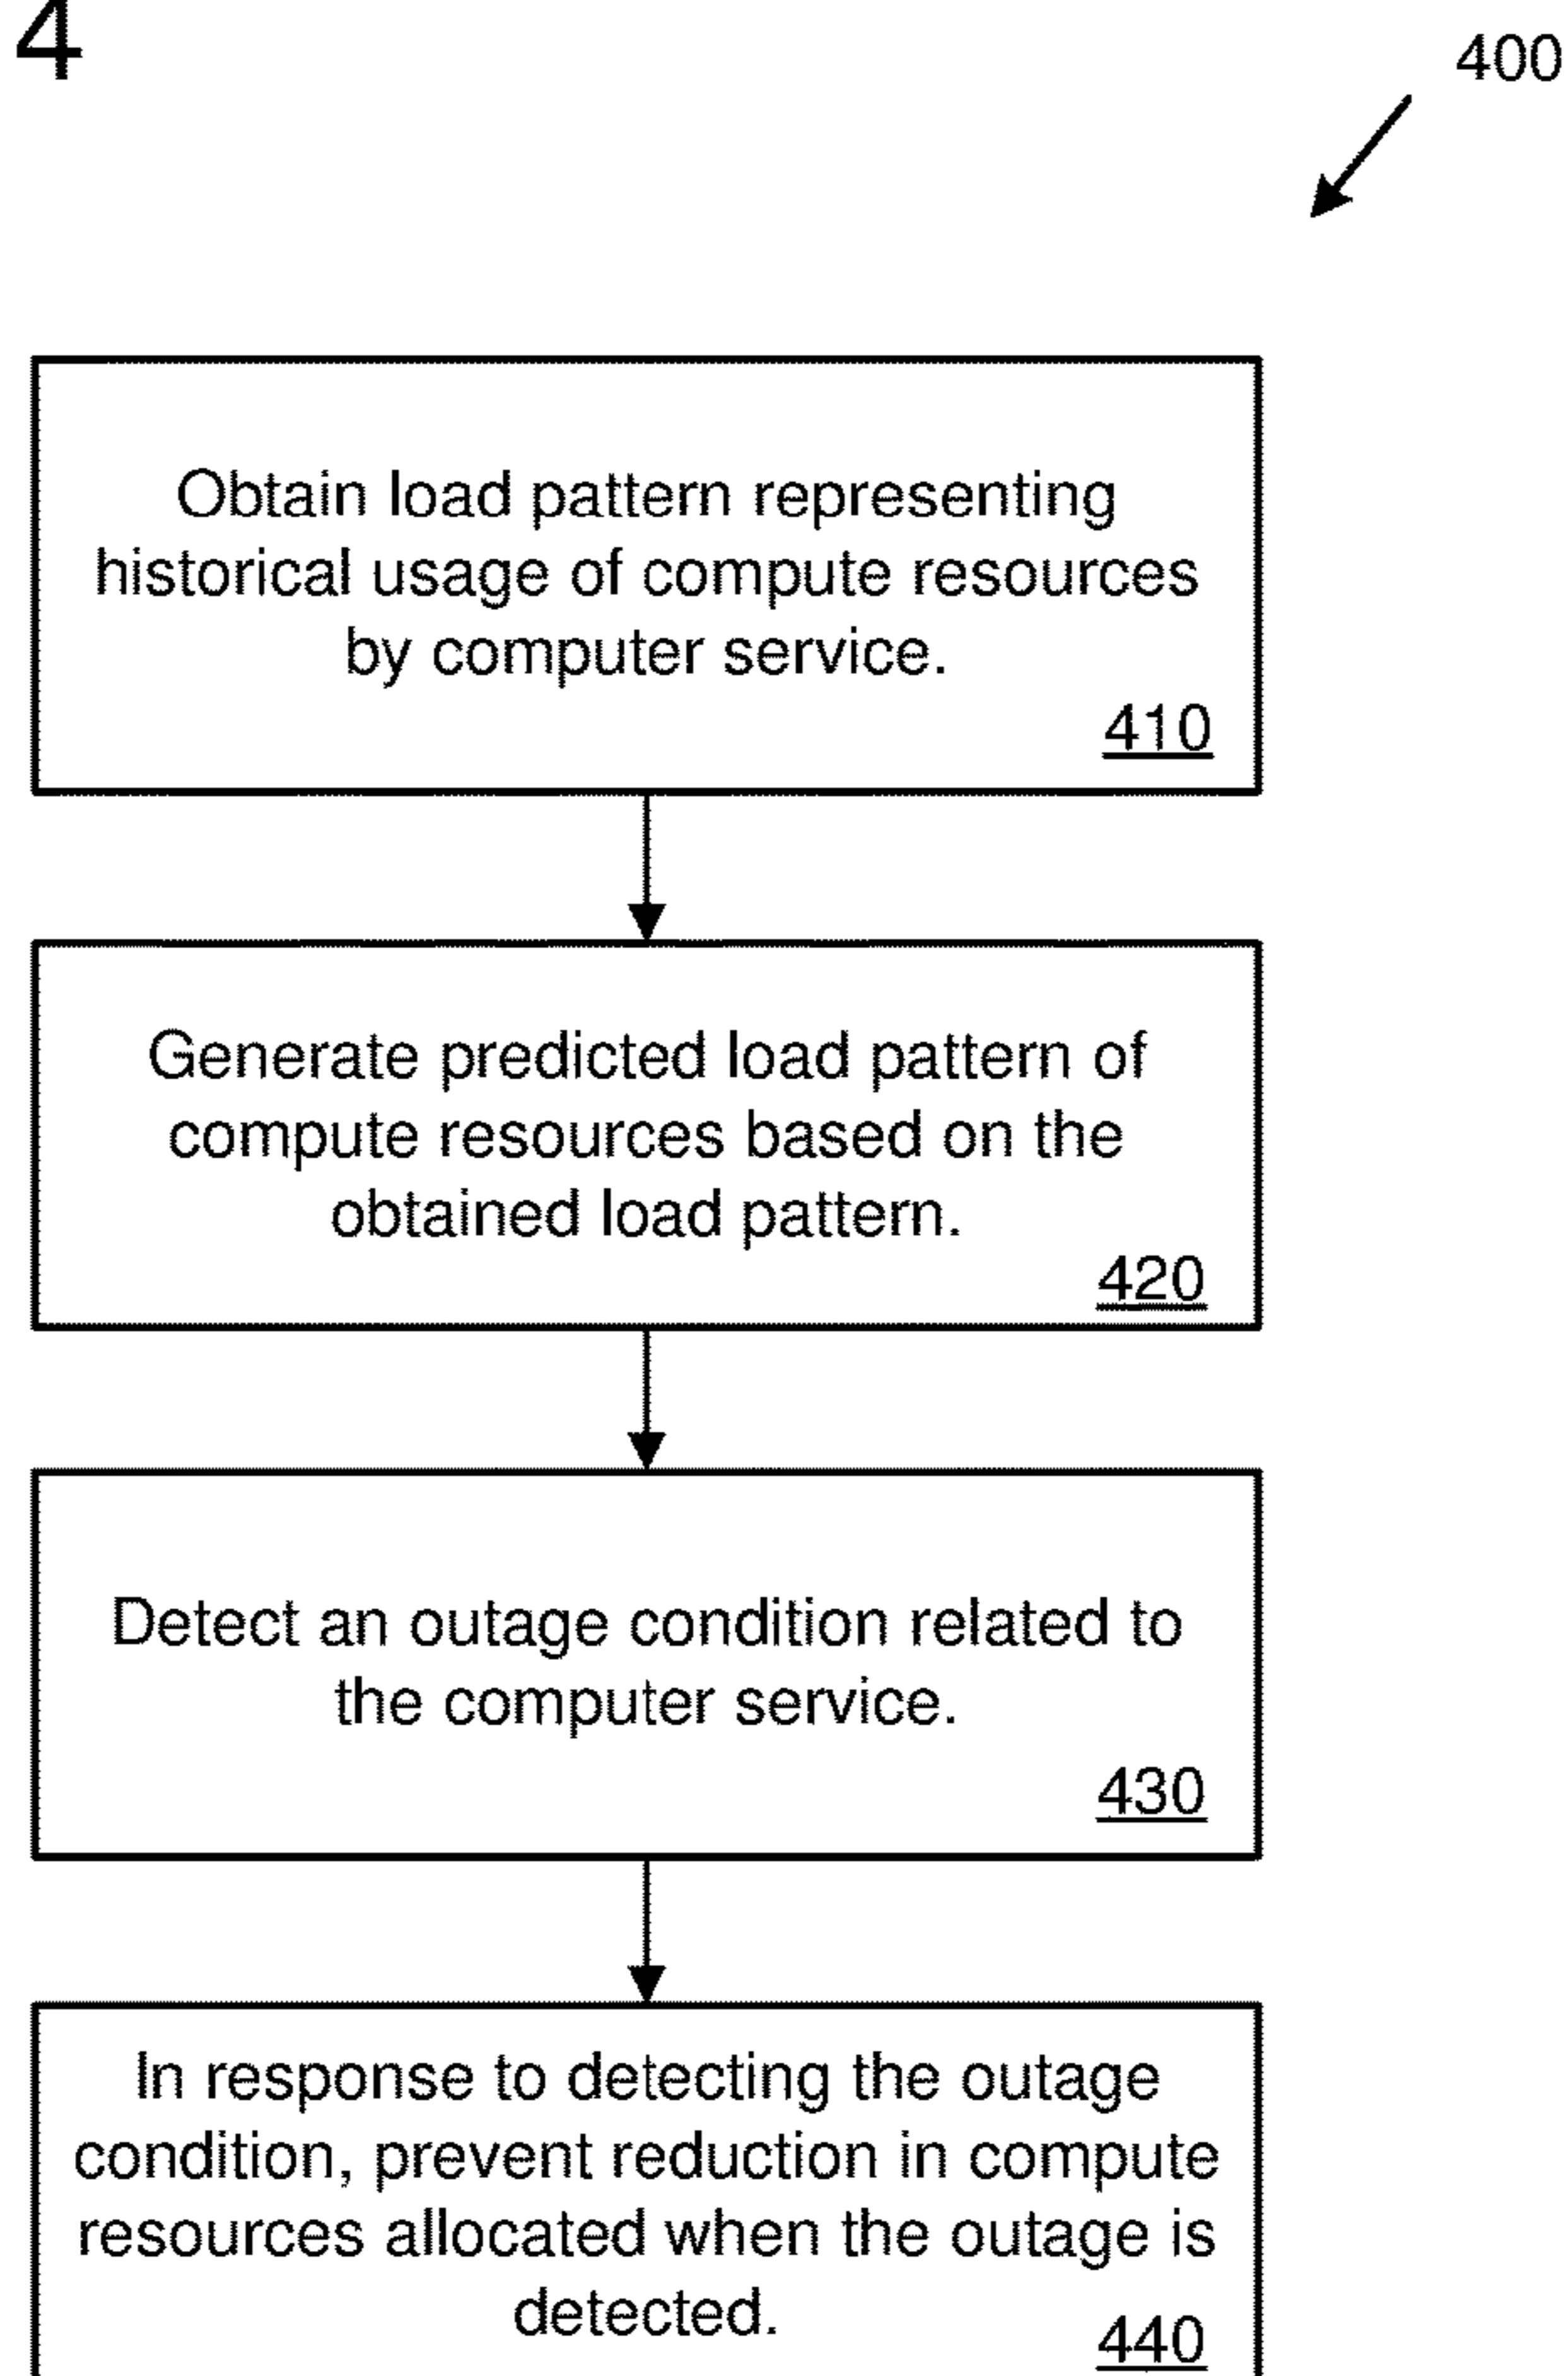 4
400
Obtain load pattern representing
historical usage of compute resources
by computer service.
410
Generate predicted load pattern of
compute resources based on the
obtained load pattern.
420
Detect an outage condition related to
the computer service.
430
In response to detecting the outage
condition, prevent reduction in compute
resources allocated when the outage is
detected.
440